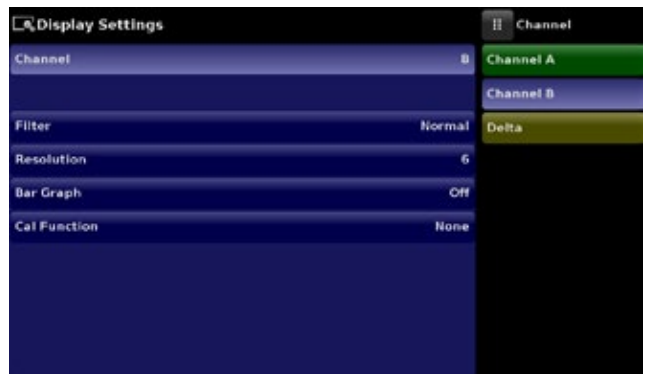 Display Settings
Channel B
Filter Normal
Resolution 6
Bar Graph Off
Cal Function None
Channel
Channel A
Channel B
Delta